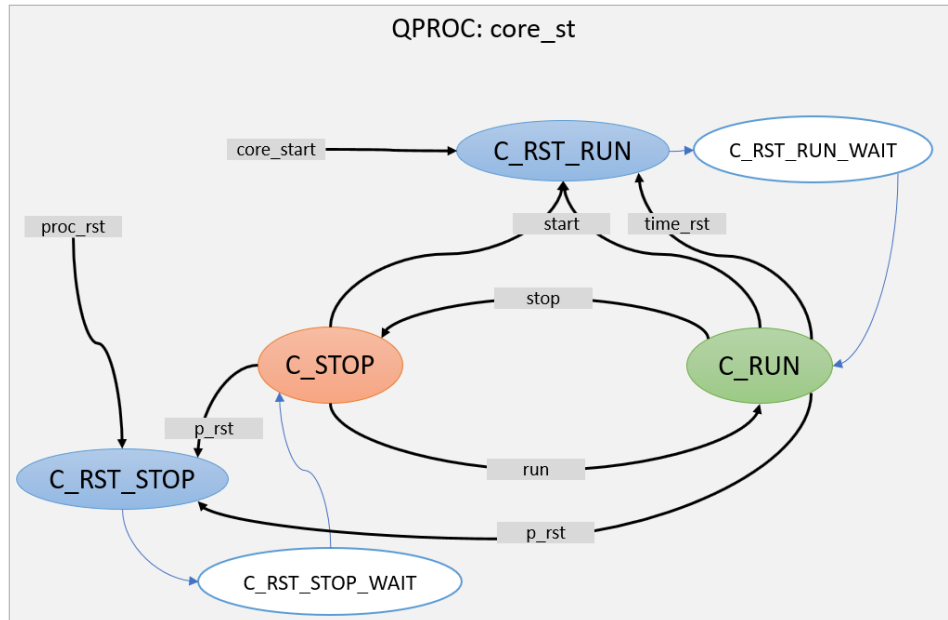 QPROC: core_st
core_start
C_RST_RUN
C_RST_RUN_WAIT
proc_rst
start
time_rst
stop
C_STOP
C_RUN
p_rst
run
C_RST_STOP
p_rst
C_RST_STOP_WAIT